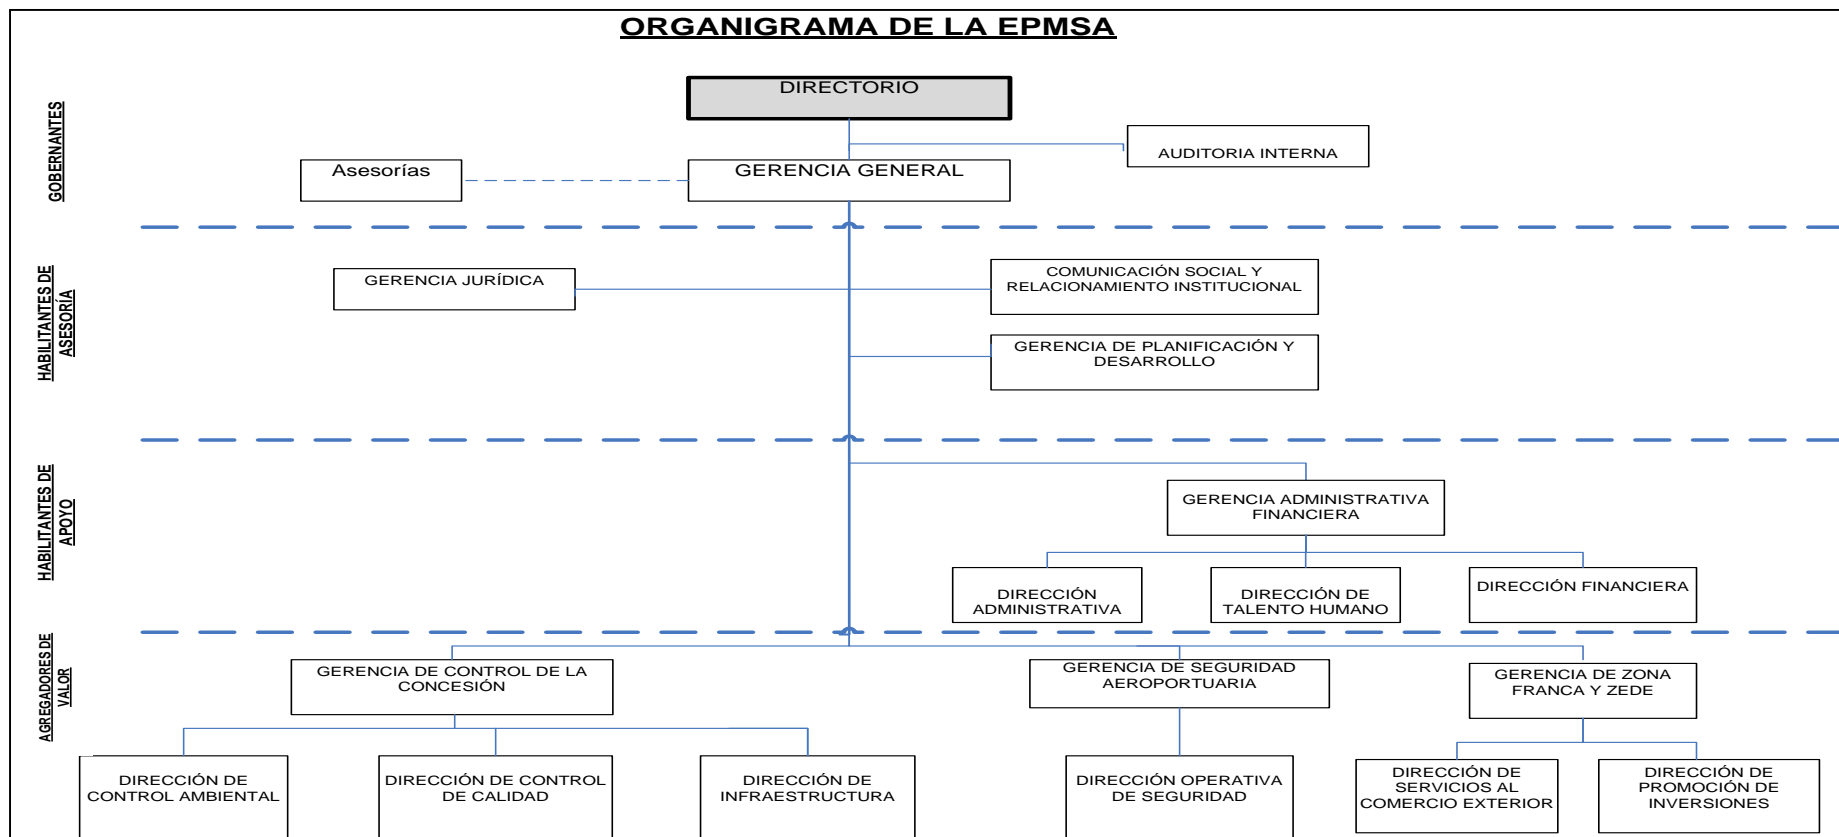 ORGANIGRAMA DE LA EPMSA
GOBERNANTES
DIRECTORIO
AUDITORIA INTERNA
Asesorías
GERENCIA GENERAL
HABILITANTES DE
ASESORÍA
GERENCIA JURÍDICA
COMUNICACIÓN SOCIAL Y
RELACIONAMIENTO INSTITUCIONAL
GERENCIA DE PLANIFICACIÓN Y
DESARROLLO
HABILITANTES DE
APOYO
GERENCIA ADMINISTRATIVA
FINANCIERA
DIRECCIÓN
ADMINISTRATIVA
DIRECCIÓN DE
TALENTO HUMANO
DIRECCIÓN FINANCIERA
AGREGADORES DE
VALOR
GERENCIA DE CONTROL DE LA
CONCESIÓN
GERENCIA DE SEGURIDAD
AEROPORTUARIA
GERENCIA DE ZONA
FRANCA Y ZEDE
DIRECCIÓN DE
CONTROL AMBIENTAL
DIRECCIÓN DE CONTROL
DE CALIDAD
DIRECCIÓN DE
INFRAESTRUCTURA
DIRECCIÓN OPERATIVA
DE SEGURIDAD
DIRECCIÓN DE
SERVICIOS AL
COMERCIO EXTERIOR
DIRECCIÓN DE
PROMOCIÓN DE
INVERSIONES